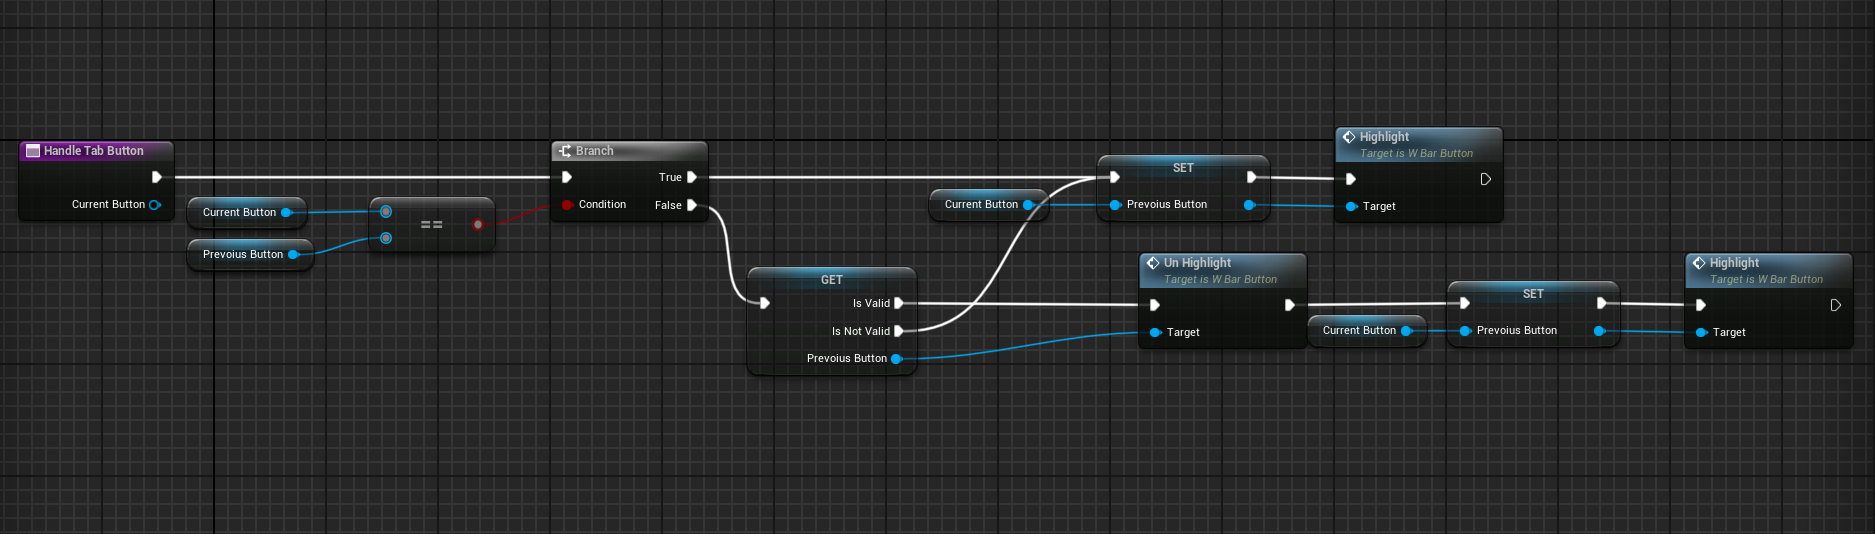 Handle Tab Button
Current Button
Current Button
Prevoius Button
==
Branch
True
Condition
False
GET
Is Valid
Is Not Valid
Prevoius Button
Current Button
SET
Prevoius Button
Highlight
Target is W Bar Button
Target
Un Highlight
Target is W Bar Button
Target
Current Button
SET
Prevoius Button
Highlight
Target is W Bar Button
Target